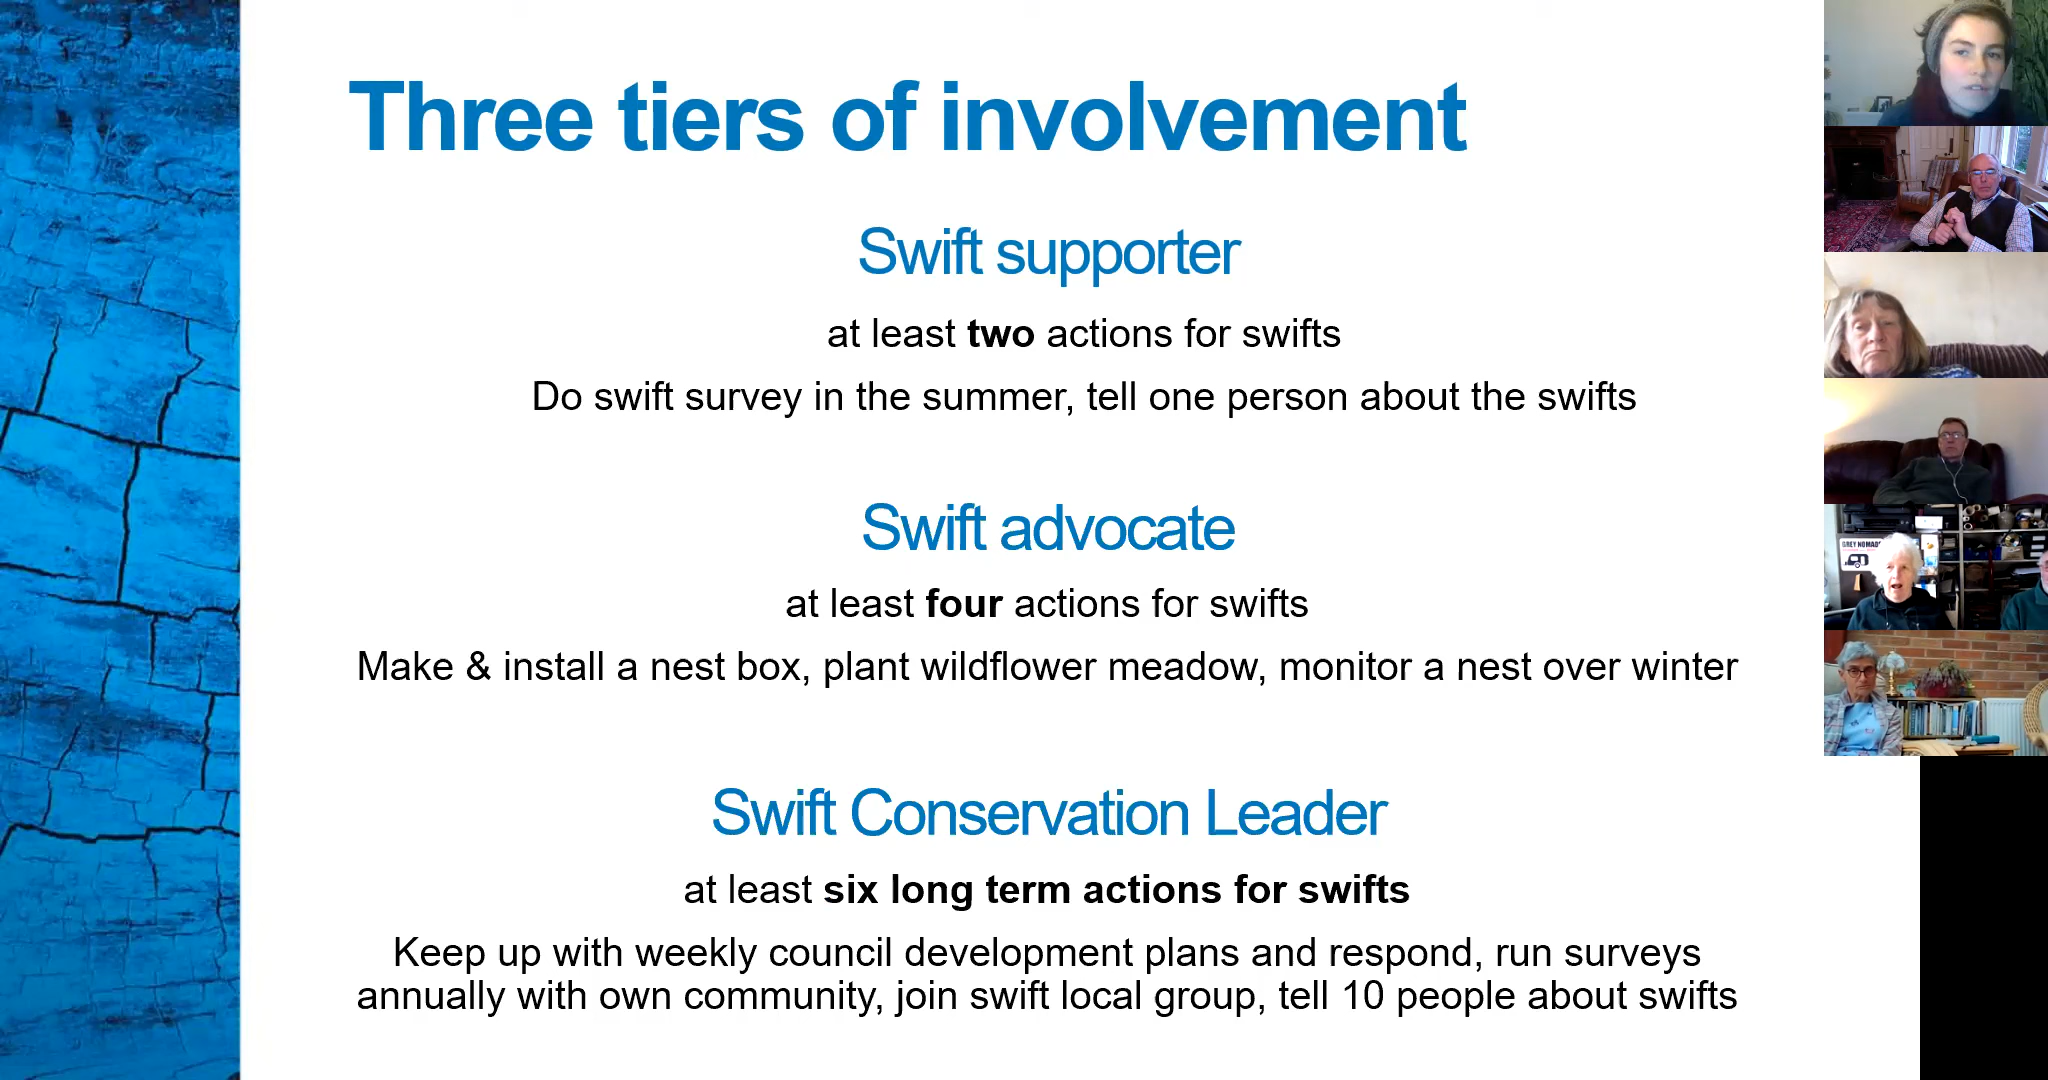 Three tiers of involvement
Swift supporter
at least two actions for swifts
Do swift survey in the summer, tell one person about the swifts
Swift advocate
at least four actions for swifts
Make & install a nest box, plant wildflower meadow, monitor a nest over winter
Swift Conservation Leader
at least six long term actions for swifts
Keep up with weekly council development plans and respond, run surveys
annually with own community, join swift local group, tell 10 people about swifts
GREY NOMADS